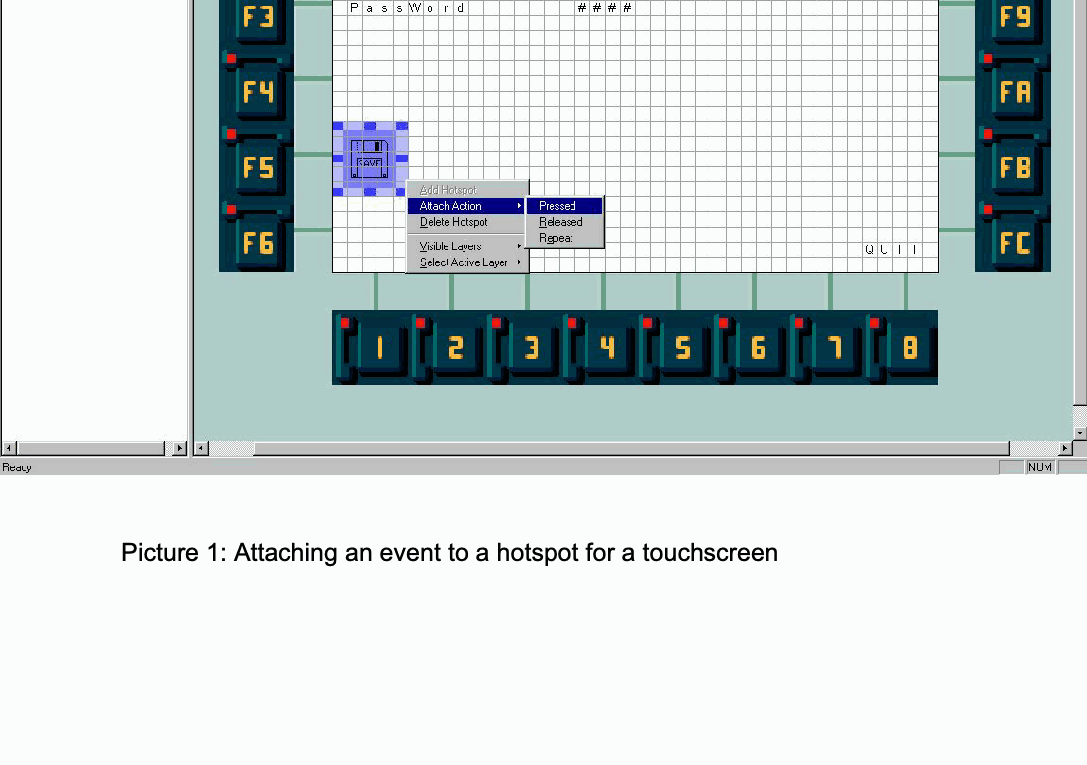 PassWord ####
F3 F9
F4 FA
F5 SAVE FB
Add Hotspot
Attach Action Pressed
Delete Hotspot Released
Repeat
F6 FC
Visible Layers QUIT
Select Active Layer
1 2 3 4 5 6 7 8
Ready NUM
Picture 1: Attaching an event to a hotspot for a touchscreen